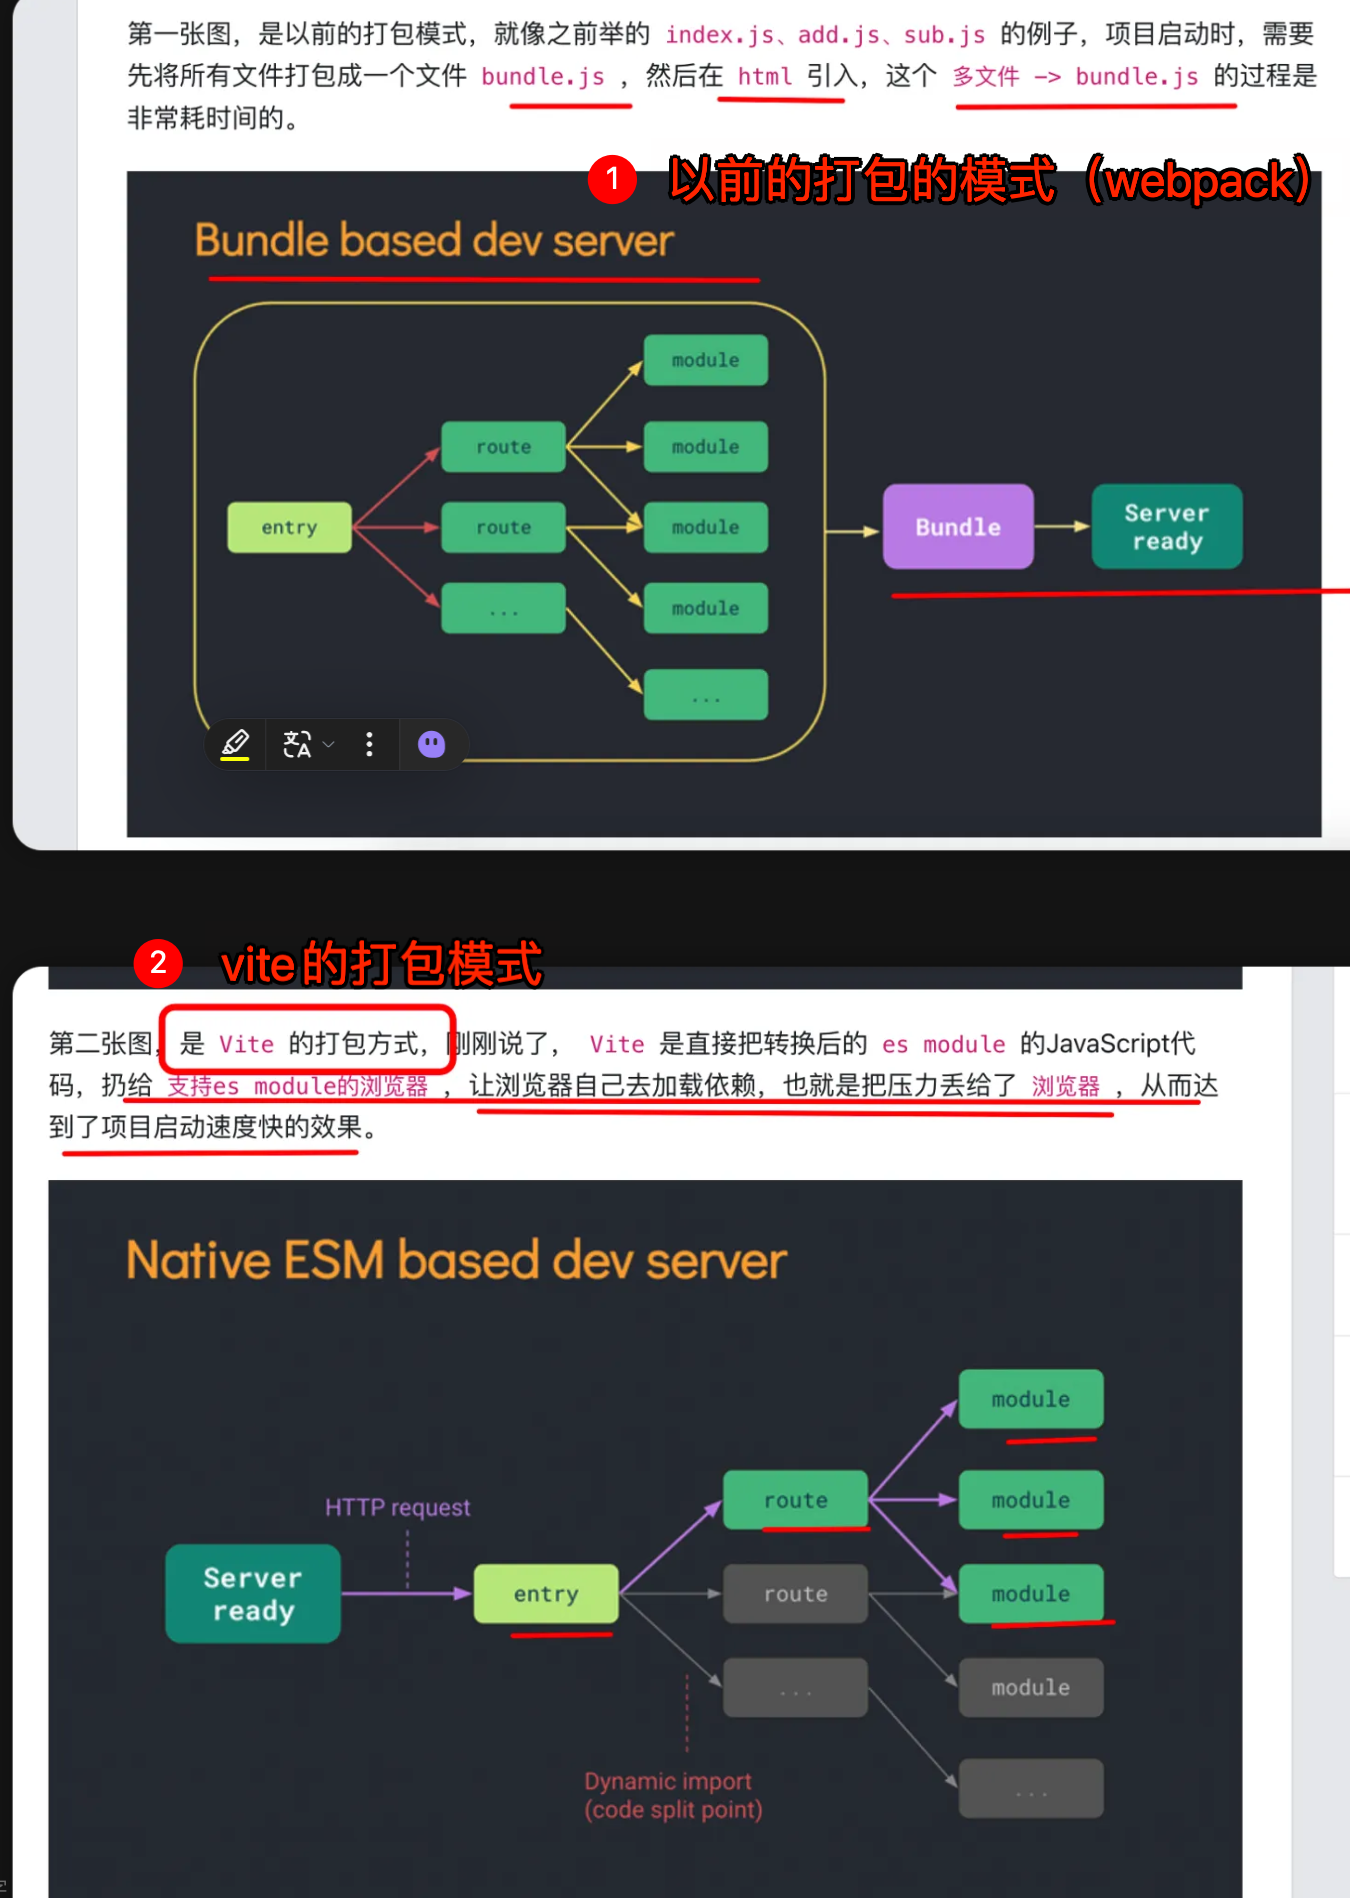 第一张图，是以前的打包模式，就像之前举的 index.js、add.js、sub.js 的例子，项目启动时，需要
先将所有文件打包成一个文件 bundle.js ，然后在 html 引入，这个 多文件 -> bundle.js 的过程是
非常耗时间的。
1 以前的打包的模式（webpack）
Bundle based dev server
module
route
module
entry
route
module
Bundle
Server
ready
...
module
...
文A
2 vite的打包模式
第二张图，是 Vite 的打包方式，刚刚说了， Vite 是直接把转换后的 es module 的JavaScript代
码，扔给 支持es module的浏览器 ，让浏览器自己去加载依赖，也就是把压力丢给了 浏览器 ，从而达
到了项目启动速度快的效果。
Native ESM based dev server
module
HTTP request
route
module
Server
ready
entry
route
module
...
module
Dynamic import
(code split point)
...